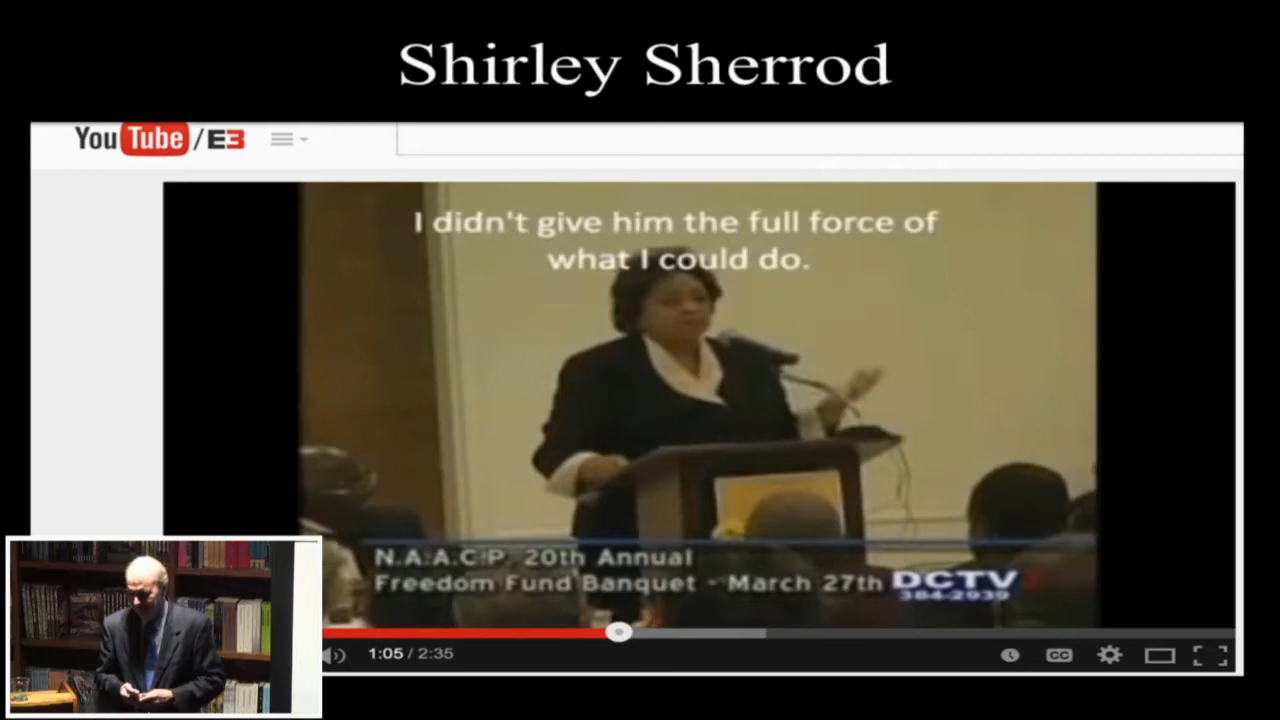 Shirley Sherrod
YouTube / E3
I didn't give him the full force of
what I could do.
N.A.A.C.P. 20th Annual
Freedom Fund Banquet - March 27th DCTV
384-2939
1:05 / 2:35
CC